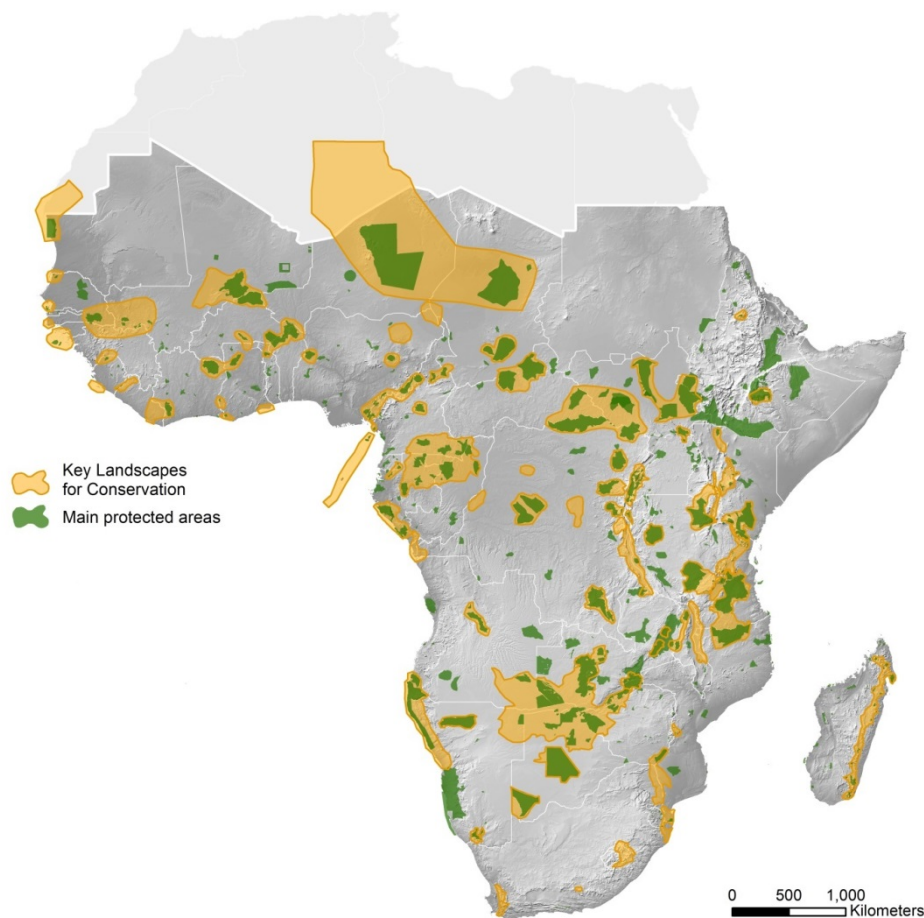 Key Landscapes
for Conservation
Main protected areas
0 500 1,000
Kilometers